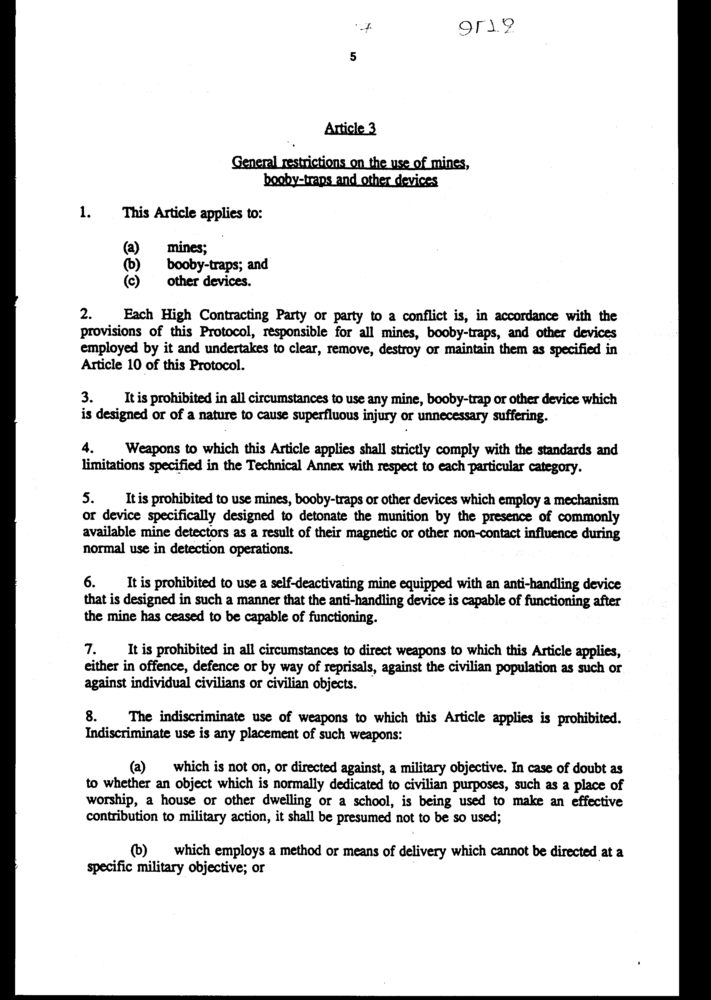 5
Article 3
General restrictions on the use of mines,
booby-traps and other devices
1. This Article applies to:
(a) mines;
(b) booby-traps; and
(c) other devices.
2. Each High Contracting Party or party to a conflict is, in accordance with the
provisions of this Protocol, responsible for all mines, booby-traps, and other devices
employed by it and undertakes to clear, remove, destroy or maintain them as specified in
Article 10 of this Protocol.
3. It is prohibited in all circumstances to use any mine, booby-trap or other device which
is designed or of a nature to cause superfluous injury or unnecessary suffering.
4. Weapons to which this Article applies shall strictly comply with the standards and
limitations specified in the Technical Annex with respect to each particular category.
5. It is prohibited to use mines, booby-traps or other devices which employ a mechanism
or device specifically designed to detonate the munition by the presence of commonly
available mine detectors as a result of their magnetic or other non-contact influence during
normal use in detection operations.
6. It is prohibited to use a self-deactivating mine equipped with an anti-handling device
that is designed in such a manner that the anti-handling device is capable of functioning after
the mine has ceased to be capable of functioning.
7. It is prohibited in all circumstances to direct weapons to which this Article applies,
either in offence, defence or by way of reprisals, against the civilian population as such or
against individual civilians or civilian objects.
8. The indiscriminate use of weapons to which this Article applies is prohibited.
Indiscriminate use is any placement of such weapons:
(a) which is not on, or directed against, a military objective. In case of doubt as
to whether an object which is normally dedicated to civilian purposes, such as a place of
worship, a house or other dwelling or a school, is being used to make an effective
contribution to military action, it shall be presumed not to be so used;
(b) which employs a method or means of delivery which cannot be directed at a
specific military objective; or